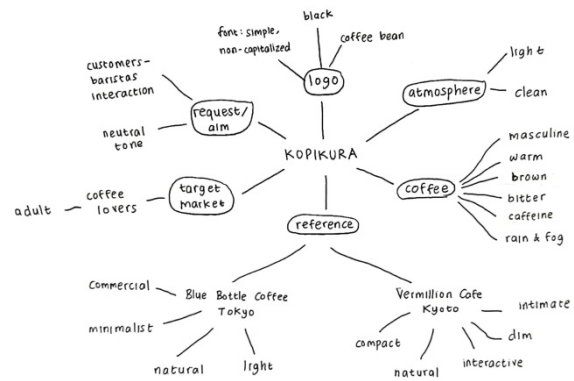 black
font: simple,
non-capitalized
coffee bean
logo
customers-
baristas
interaction
request/
aim
neutral
tone
light
atmosphere
clean
KOPIKURA
masculine
warm
coffee
brown
bitter
caffeine
rain & fog
adult
coffee
lovers
target
market
reference
commercial
Blue Bottle Coffee
Tokyo
minimalist
natural
light
Vermillion Cafe
Kyoto
intimate
dim
compact
interactive
natural